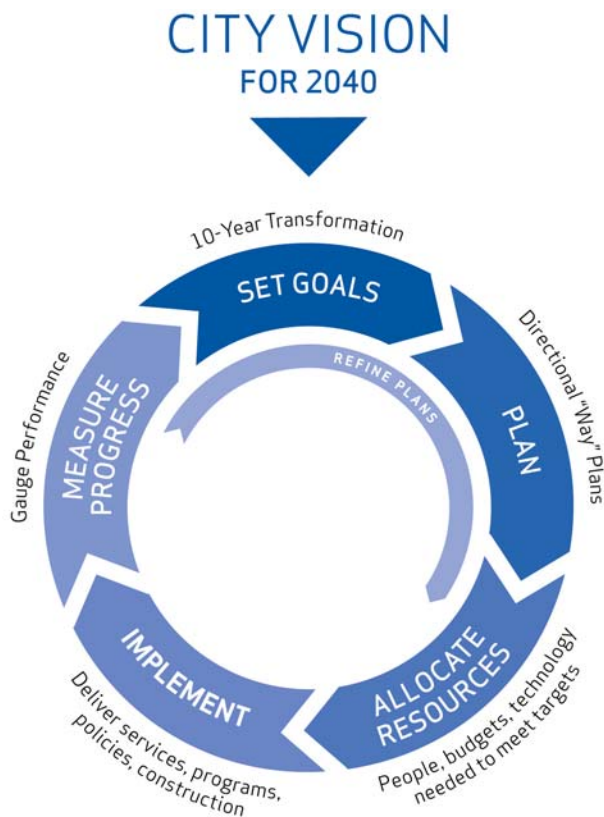 CITY VISION
FOR 2040
10-Year Transformation
SET GOALS
REFINE PLANS
Directional “Way” Plans
PLAN
ALLOCATE
RESOURCES
People, budgets, technology
needed to meet targets
IMPLEMENT
Deliver services, programs,
policies, construction
MEASURE
PROGRESS
Gauge Performance